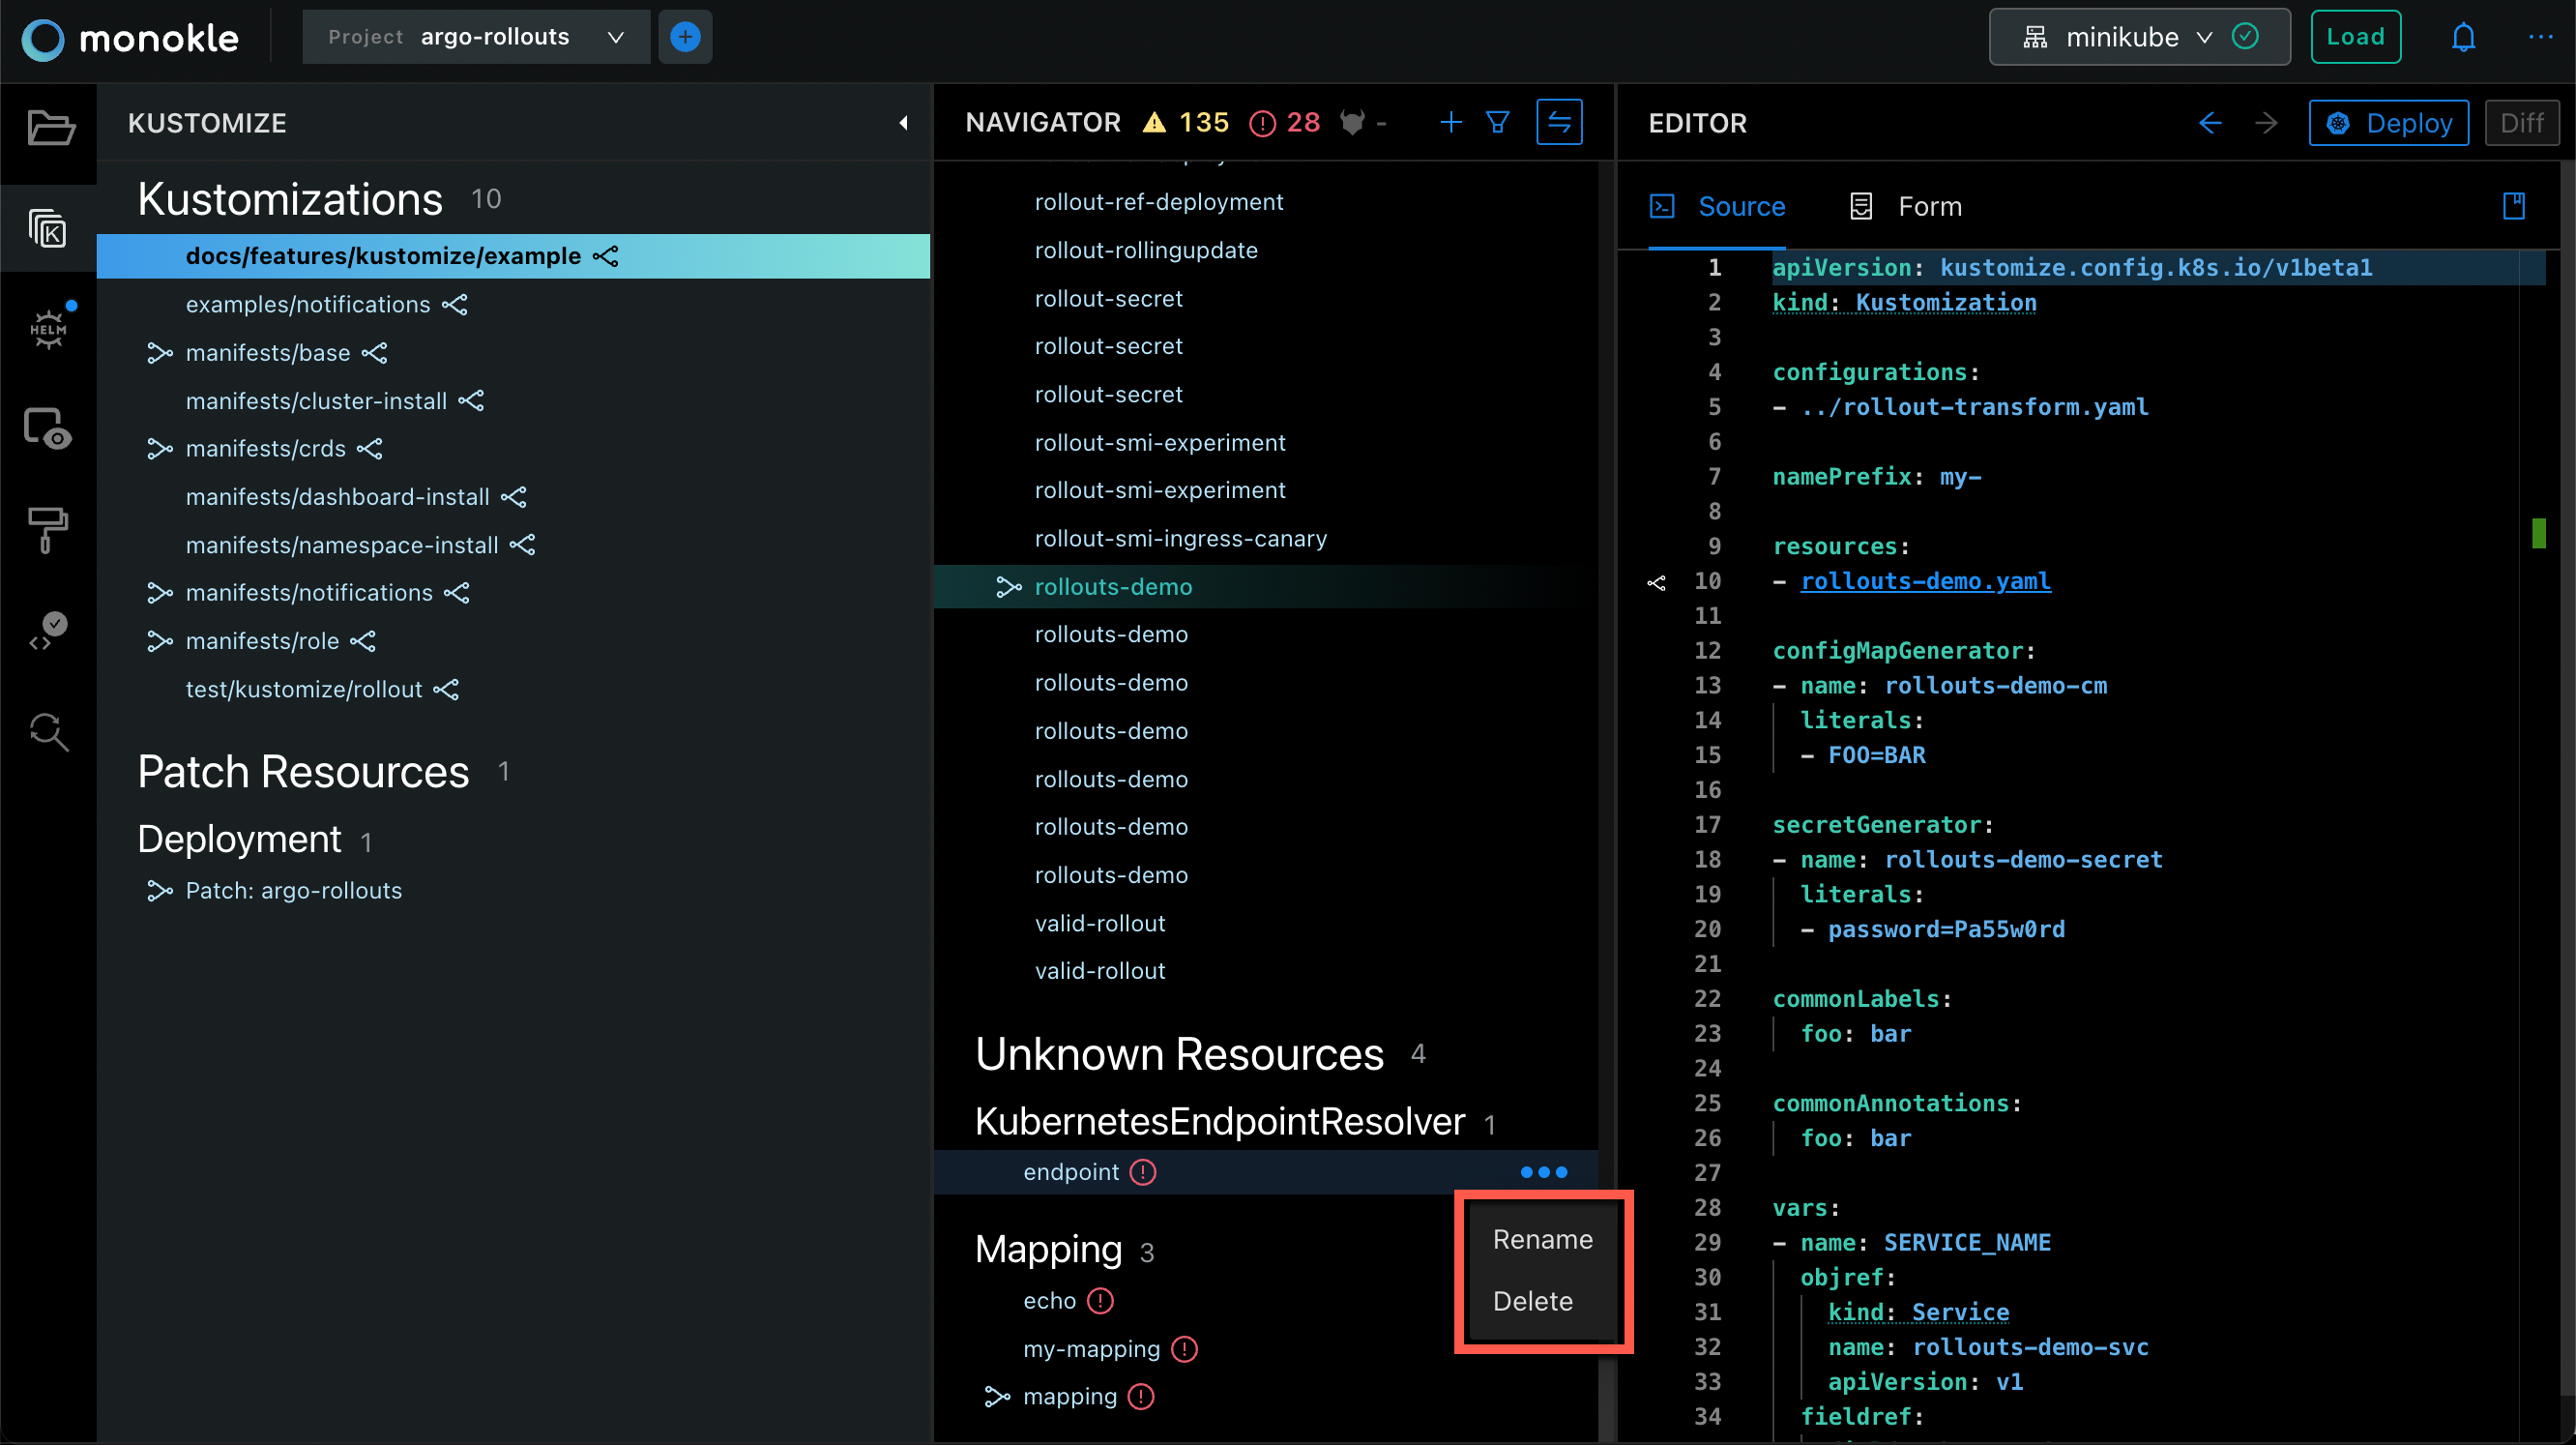 monokle
Project argo-rollouts
minikube
Load
KUSTOMIZE
Kustomizations 10
docs/features/kustomize/example
examples/notifications
manifests/base
manifests/cluster-install
manifests/crds
manifests/dashboard-install
manifests/namespace-install
manifests/notifications
manifests/role
test/kustomize/rollout
Patch Resources 1
Deployment 1
Patch: argo-rollouts
HELM
NAVIGATOR 135 28 -
rollout-ref-deployment
rollout-rollingupdate
rollout-secret
rollout-secret
rollout-secret
rollout-smi-experiment
rollout-smi-experiment
rollout-smi-ingress-canary
rollouts-demo
rollouts-demo
rollouts-demo
rollouts-demo
rollouts-demo
rollouts-demo
rollouts-demo
valid-rollout
valid-rollout
Unknown Resources 4
KubernetesEndpointResolver 1
endpoint
Mapping 3
echo
my-mapping
mapping
Rename
Delete
EDITOR
Deploy
Diff
Source
Form
1 apiVersion: kustomize.config.k8s.io/v1beta1
2 kind: Kustomization
3
4 configurations:
5 - ../rollout-transform.yaml
6
7 namePrefix: my-
8
9 resources:
10 - rollouts-demo.yaml
11
12 configMapGenerator:
13 - name: rollouts-demo-cm
14 literals:
15 - FOO=BAR
16
17 secretGenerator:
18 - name: rollouts-demo-secret
19 literals:
20 - password=Pa55w0rd
21
22 commonLabels:
23 foo: bar
24
25 commonAnnotations:
26 foo: bar
27
28 vars:
29 - name: SERVICE_NAME
30 objref:
31 kind: Service
32 name: rollouts-demo-svc
33 apiVersion: v1
34 fieldref: